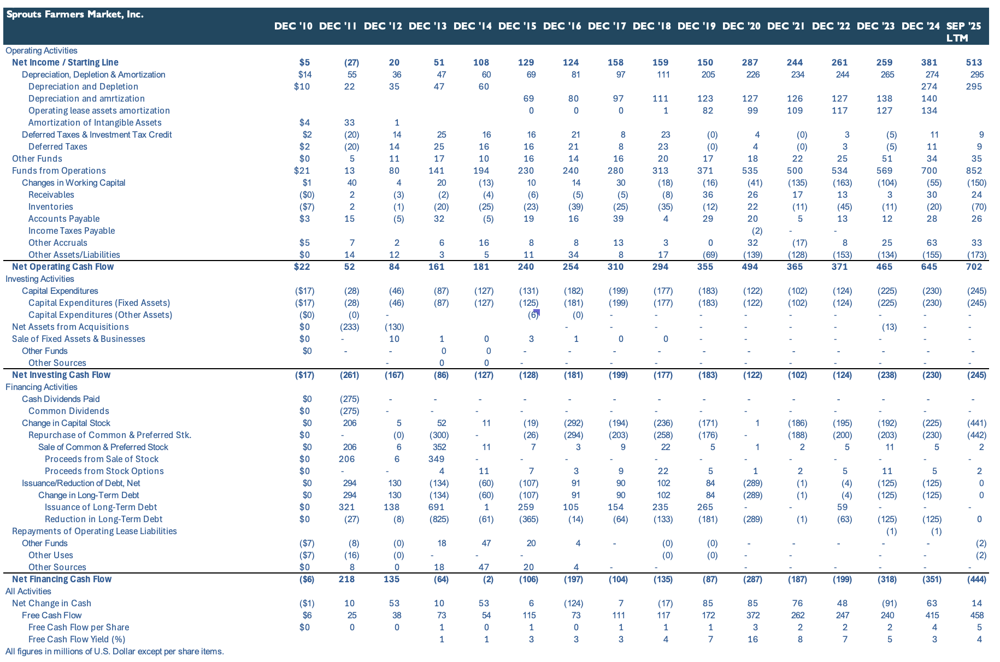 Sprouts Farmers Market, Inc.
DEC '10 DEC '11 DEC '12 DEC '13 DEC '14 DEC '15 DEC '16 DEC '17 DEC '18 DEC '19 DEC '20 DEC '21 DEC '22 DEC '23 DEC '24 SEP '25
LTM
Operating Activities
Net Income / Starting Line $5 (27) 20 51 108 129 124 158 159 150 287 244 261 259 381 513
Depreciation, Depletion & Amortization $14 55 36 47 60 69 81 97 111 205 226 234 244 265 274 295
Depreciation and Depletion $10 22 35 47 60 274 295
Depreciation and amrtization 69 80 97 111 123 127 126 127 138 140
Operating lease assets amortization 0 0 0 1 82 99 109 117 127 134
Amortization of Intangible Assets $4 33 1
Deferred Taxes & Investment Tax Credit $2 (20) 14 25 16 16 21 8 23 (0) 4 (0) 3 (5) 11 9
Deferred Taxes $2 (20) 14 25 16 16 21 8 23 (0) 4 (0) 3 (5) 11 9
Other Funds $0 5 11 17 10 16 14 16 20 17 18 22 25 51 34 35
Funds from Operations $21 13 80 141 194 230 240 280 313 371 535 500 534 569 700 852
Changes in Working Capital $1 40 4 20 (13) 10 14 30 (18) (16) (41) (135) (163) (104) (55) (150)
Receivables ($0) 2 (3) (2) (4) (6) (5) (5) (8) 36 26 17 13 3 30 24
Inventories ($7) 2 (1) (20) (25) (23) (39) (25) (35) (12) 22 (11) (45) (11) (20) (70)
Accounts Payable $3 15 (5) 32 (5) 19 16 39 4 29 20 5 13 12 28 26
Income Taxes Payable (2) - -
Other Accruals $5 7 2 6 16 8 8 13 3 0 32 (17) 8 25 63 33
Other Assets/Liabilities $0 14 12 3 5 11 34 8 17 (69) (139) (128) (153) (134) (155) (173)
Net Operating Cash Flow $22 52 84 161 181 240 254 310 294 355 494 365 371 465 645 702
Investing Activities
Capital Expenditures ($17) (28) (46) (87) (127) (131) (182) (199) (177) (183) (122) (102) (124) (225) (230) (245)
Capital Expenditures (Fixed Assets) ($17) (28) (46) (87) (127) (125) (181) (199) (177) (183) (122) (102) (124) (225) (230) (245)
Capital Expenditures (Other Assets) ($0) (0) - (6) (0) - - - - - - - - -
Net Assets from Acquisitions $0 (233) (130) - - - - - - - (13) - -
Sale of Fixed Assets & Businesses $0 - 10 1 0 3 1 0 0 - - - - - - -
Other Funds $0 - - 0 0 - - - - - - - - - - -
Other Sources - 0 0 - - - - - - - - - - -
Net Investing Cash Flow ($17) (261) (167) (86) (127) (128) (181) (199) (177) (183) (122) (102) (124) (238) (230) (245)
Financing Activities
Cash Dividends Paid $0 (275) - - - - - - - - - - - - - -
Common Dividends $0 (275) - - - - - - - - - - - - - -
Change in Capital Stock $0 206 5 52 11 (19) (292) (194) (236) (171) 1 (186) (195) (192) (225) (441)
Repurchase of Common & Preferred Stk. $0 - (0) (300) - (26) (294) (203) (258) (176) - (188) (200) (203) (230) (442)
Sale of Common & Preferred Stock $0 206 6 352 11 7 3 9 22 5 1 2 5 11 5 2
Proceeds from Sale of Stock $0 206 6 349 - - - - - - - - - - - -
Proceeds from Stock Options $0 - - 4 11 7 3 9 22 5 1 2 5 11 5 2
Issuance/Reduction of Debt, Net $0 294 130 (134) (60) (107) 91 90 102 84 (289) (1) (4) (125) (125) 0
Change in Long-Term Debt $0 294 130 (134) (60) (107) 91 90 102 84 (289) (1) (4) (125) (125) 0
Issuance of Long-Term Debt $0 321 138 691 1 259 105 154 235 265 - - 59 - - -
Reduction in Long-Term Debt $0 (27) (8) (825) (61) (365) (14) (64) (133) (181) (289) (1) (63) (125) (125) 0
Repayments of Operating Lease Liabilities (1) (1)
Other Funds ($7) (8) (0) 18 47 20 4 - (0) (0) - - - - - (2)
Other Uses ($7) (16) (0) - - - (0) (0) - - - - (2)
Other Sources $0 8 0 18 47 20 4 - - - - - - - -
Net Financing Cash Flow ($6) 218 135 (64) (2) (106) (197) (104) (135) (87) (287) (187) (199) (318) (351) (444)
All Activities
Net Change in Cash ($1) 10 53 10 53 6 (124) 7 (17) 85 85 76 48 (91) 63 14
Free Cash Flow $6 25 38 73 54 115 73 111 117 172 372 262 247 240 415 458
Free Cash Flow per Share $0 0 0 1 0 1 0 1 1 1 3 2 2 2 4 5
Free Cash Flow Yield (%) 1 1 3 3 3 4 7 16 8 7 5 3 4
All figures in millions of U.S. Dollar except per share items.